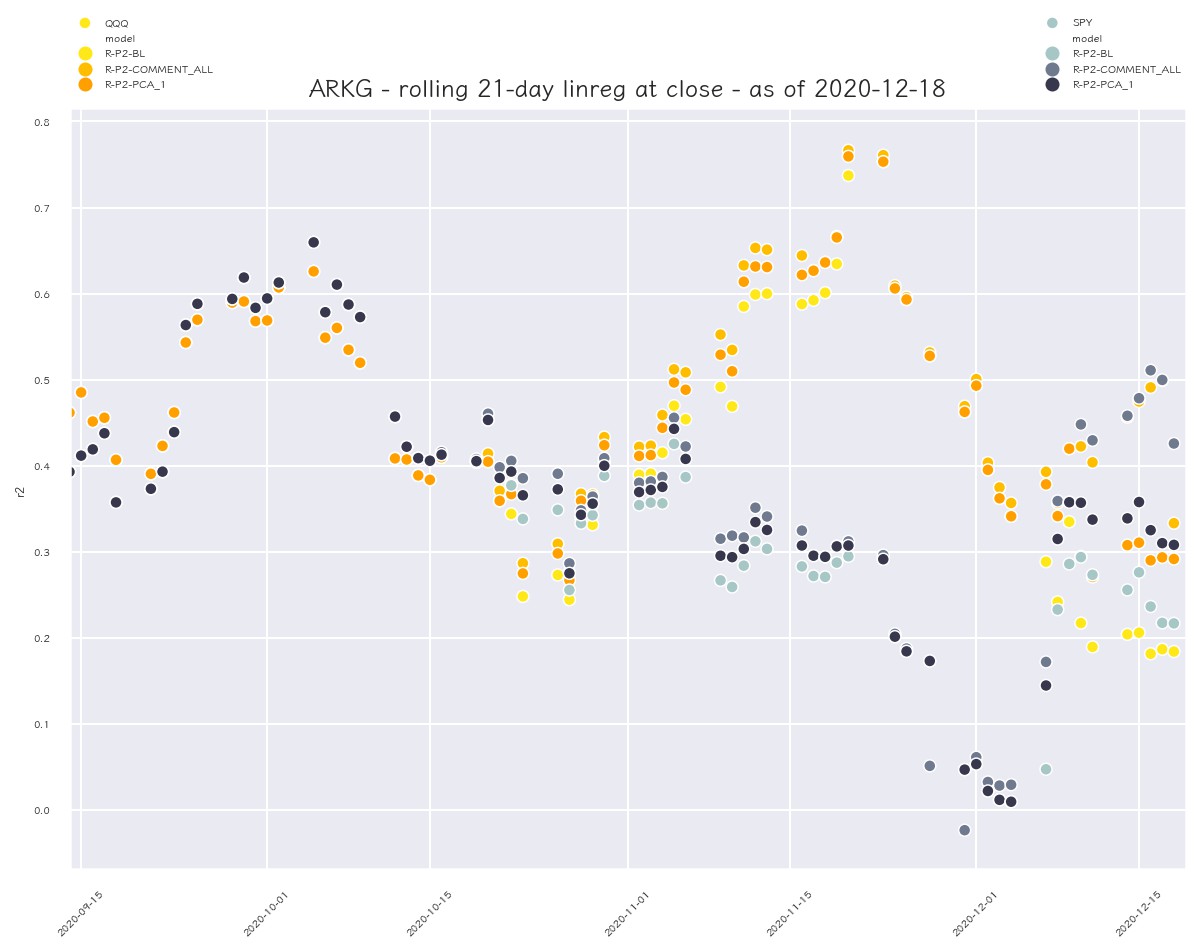 QQQ
model
R-P2-BL
R-P2-COMMENT_ALL
R-P2-PCA_1
SPY
model
R-P2-BL
R-P2-COMMENT_ALL
R-P2-PCA_1
ARKG - rolling 21-day linreg at close - as of 2020-12-18
0.8
0.7
0.6
0.5
0.4
0.3
0.2
0.1
0.0
r2
2020-09-15
2020-10-01
2020-10-15
2020-11-01
2020-11-15
2020-12-01
2020-12-15